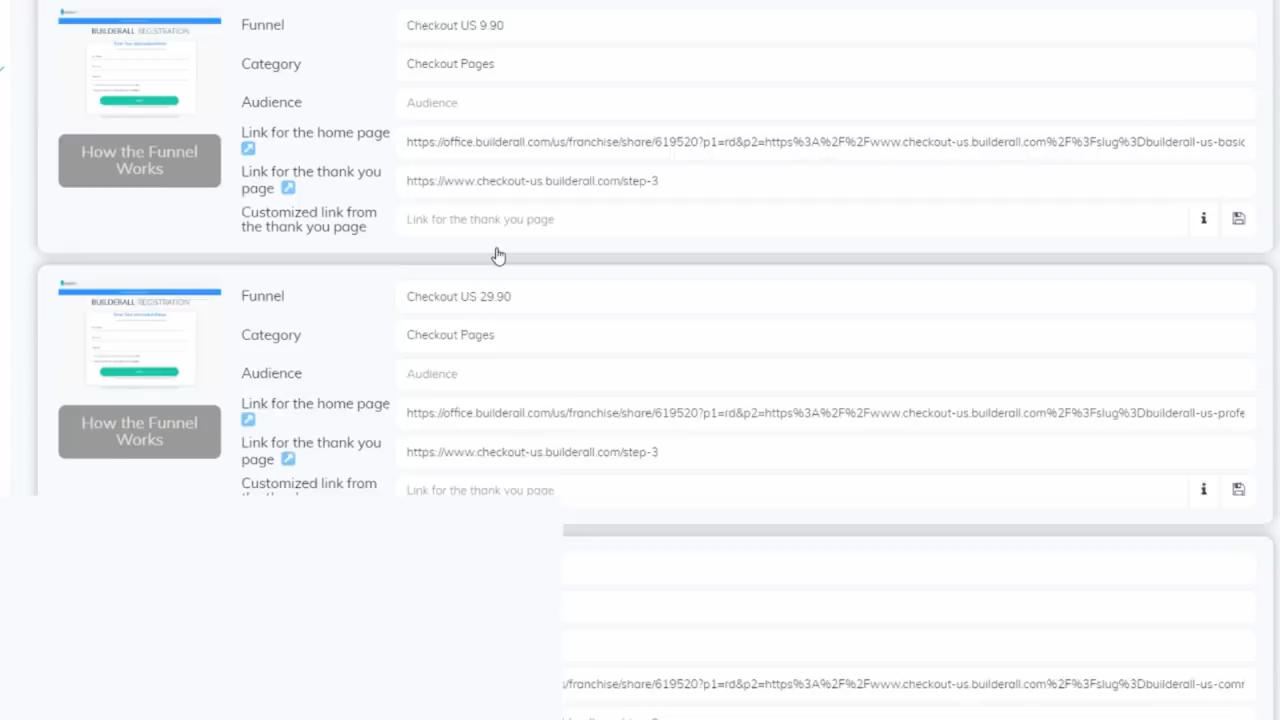 BUILDERALL REGISTRATION
How the Funnel
Works
Funnel
Checkout US 9.90
Category
Checkout Pages
Audience
Audience
Link for the home page
https://office.builderall.com/us/franchise/share/619520?p1=rd&p2=https%3A%2F%2Fwww.checkout-us.builderall.com%2F%3Fslug%3Dbuilderall-us-basic
Link for the thank you
page
https://www.checkout-us.builderall.com/step-3
Customized link from
the thank you page
Link for the thank you page
BUILDERALL REGISTRATION
How the Funnel
Works
Funnel
Checkout US 29.90
Category
Checkout Pages
Audience
Audience
Link for the home page
https://office.builderall.com/us/franchise/share/619520?p1=rd&p2=https%3A%2F%2Fwww.checkout-us.builderall.com%2F%3Fslug%3Dbuilderall-us-profe
Link for the thank you
page
https://www.checkout-us.builderall.com/step-3
Customized link from
Link for the thank you page
s/franchise/share/619520?p1=rd&p2=https%3A%2F%2Fwww.checkout-us.builderall.com%2F%3Fslug%3Dbuilderall-us-comr